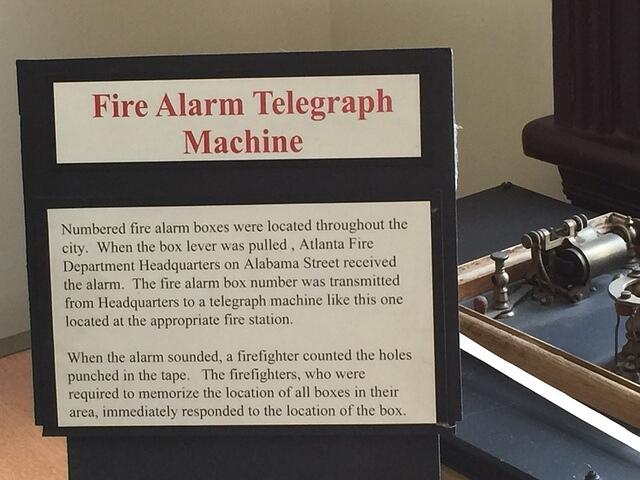 Fire Alarm Telegraph
Machine
Numbered fire alarm boxes were located throughout the
city. When the box lever was pulled , Atlanta Fire
Department Headquarters on Alabama Street received
the alarm. The fire alarm box number was transmitted
from Headquarters to a telegraph machine like this one
located at the appropriate fire station.
When the alarm sounded, a firefighter counted the holes
punched in the tape. The firefighters, who were
required to memorize the location of all boxes in their
area, immediately responded to the location of the box.